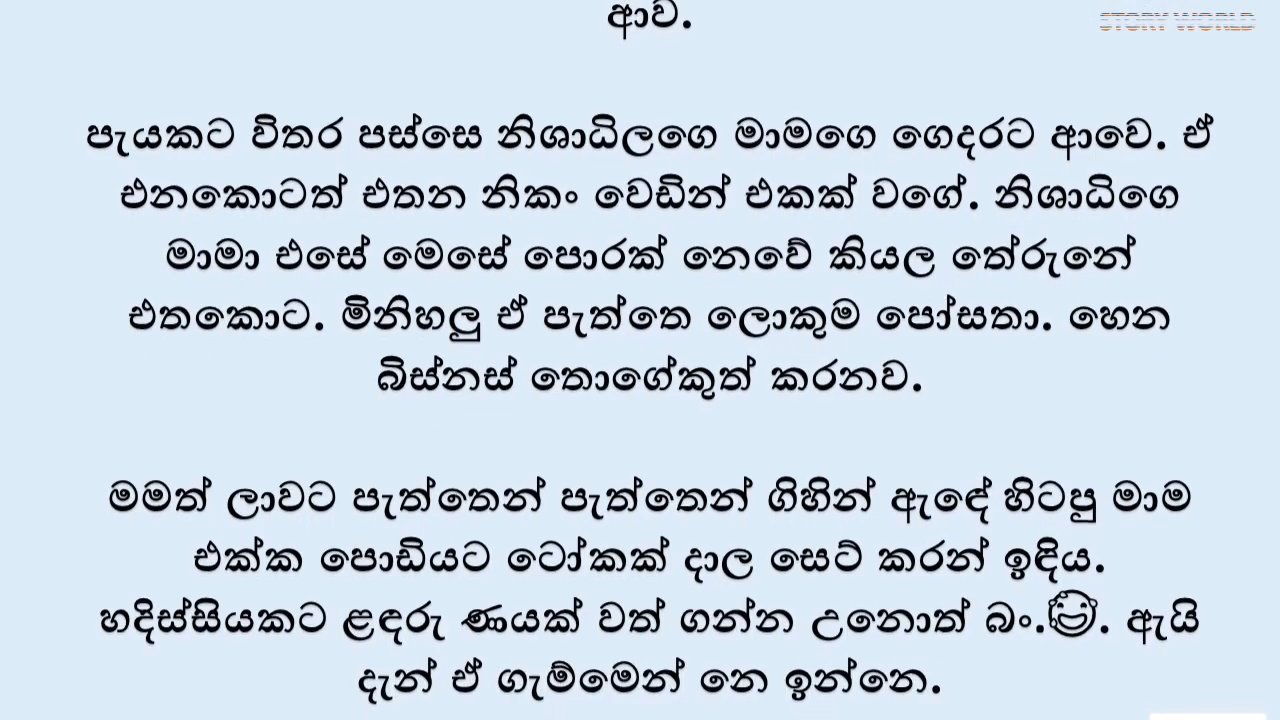 ආව.
STORY WORLD
පැයකට විතර පස්සෙ නිශාධිලගෙ මාමගෙ ගෙදරට ආවෙ. ඒ
එනකොටත් එතන නිකං වෙඩින් එකක් වගේ. නිශාධිගෙ
මාමා එසේ මෙසේ පොරක් නෙවේ කියල තේරුනේ
එතකොට. මිනිහලු ඒ පැත්තෙ ලොකුම පෝසතා. හෙන
බිස්නස් තොගේකුත් කරනව.
මමත් ලාවට පැත්තෙන් පැත්තෙන් ගිහින් ඇඳේ හිටපු මාම
එක්ක පොඩියට ටෝකක් දාල සෙට් කරන් ඉඳිය.
හදිස්සියකට ළඳරු ණයක් වත් ගන්න උනොත් බං.😅. ඇයි
දැන් ඒ ගැම්මෙන් නෙ ඉන්නෙ.